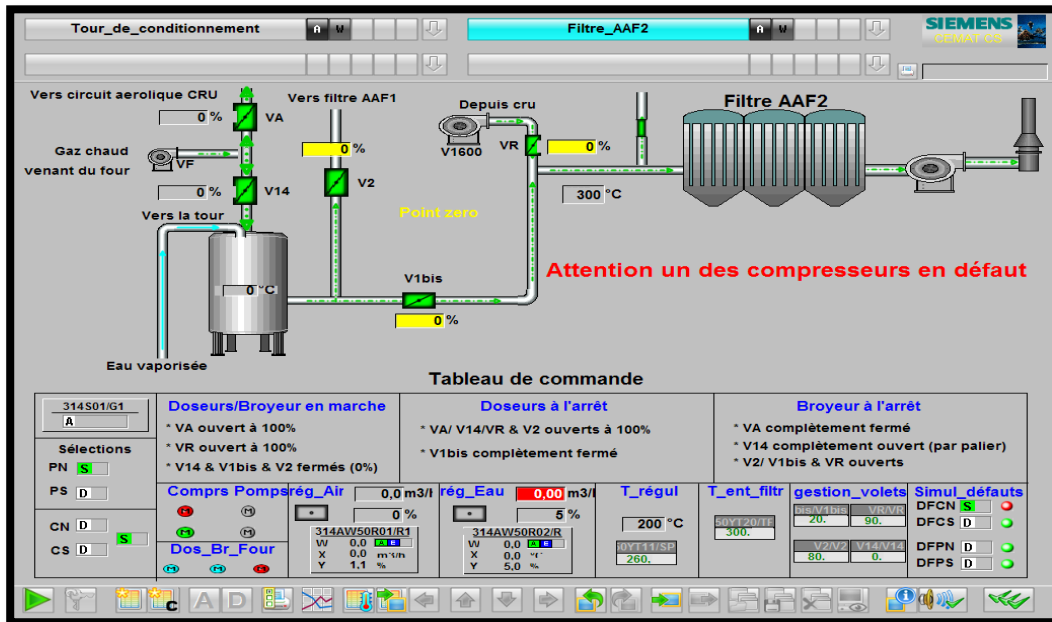 Tour_de_conditionnement A W Filtre_AAF2 A W SIEMENS
CEMAT CS
Vers circuit aerolique CRU
0 % VA
Vers filtre AAF1
Depuis cru
Filtre AAF2
Gaz chaud
venant du four
VF
0 %
V1600
VR
0 %
0 % V14
V2
300 °C
Vers la tour
Point zero
0 °C
Attention un des compresseurs en défaut
V1bis
0 %
Eau vaporisée
Tableau de commande
314S01/G1
A
Doseurs/Broyeur en marche
* VA ouvert à 100%
* VR ouvert à 100%
* V14 & V1bis & V2 fermés (0%)
Doseurs à l'arrêt
* VA/ V14/VR & V2 ouverts à 100%
* V1bis complètement fermé
Broyeur à l'arrêt
* VA complètement fermé
* V14 complètement ouvert (par palier)
* V2/ V1bis & VR ouverts
Sélections
PN S
PS D
CN D
S
CS D
Comprs Pomps
M M
M
Dos_Br_Four
M M M
rég_Air 0,0 m3/h
0 %
314AW50R01/R1
W 0,0 A E
X 0,0 m3/h
Y 1.1 %
rég_Eau 0,00 m3/
5 %
314AW50R02/R
W 0,0 A E
X 0,0 °C
Y 5,0 %
T_régul
200 °C
50YT11/SP
260.
T_ent_filtr
50YT20/TF
300.
gestion_volets
bis/V1bis VR/VR
20. 90.
V2/V2 V14/V14
80. 0.
Simul_défauts
DFCN S
DFCS D
DFPN D
DFPS D
C A D